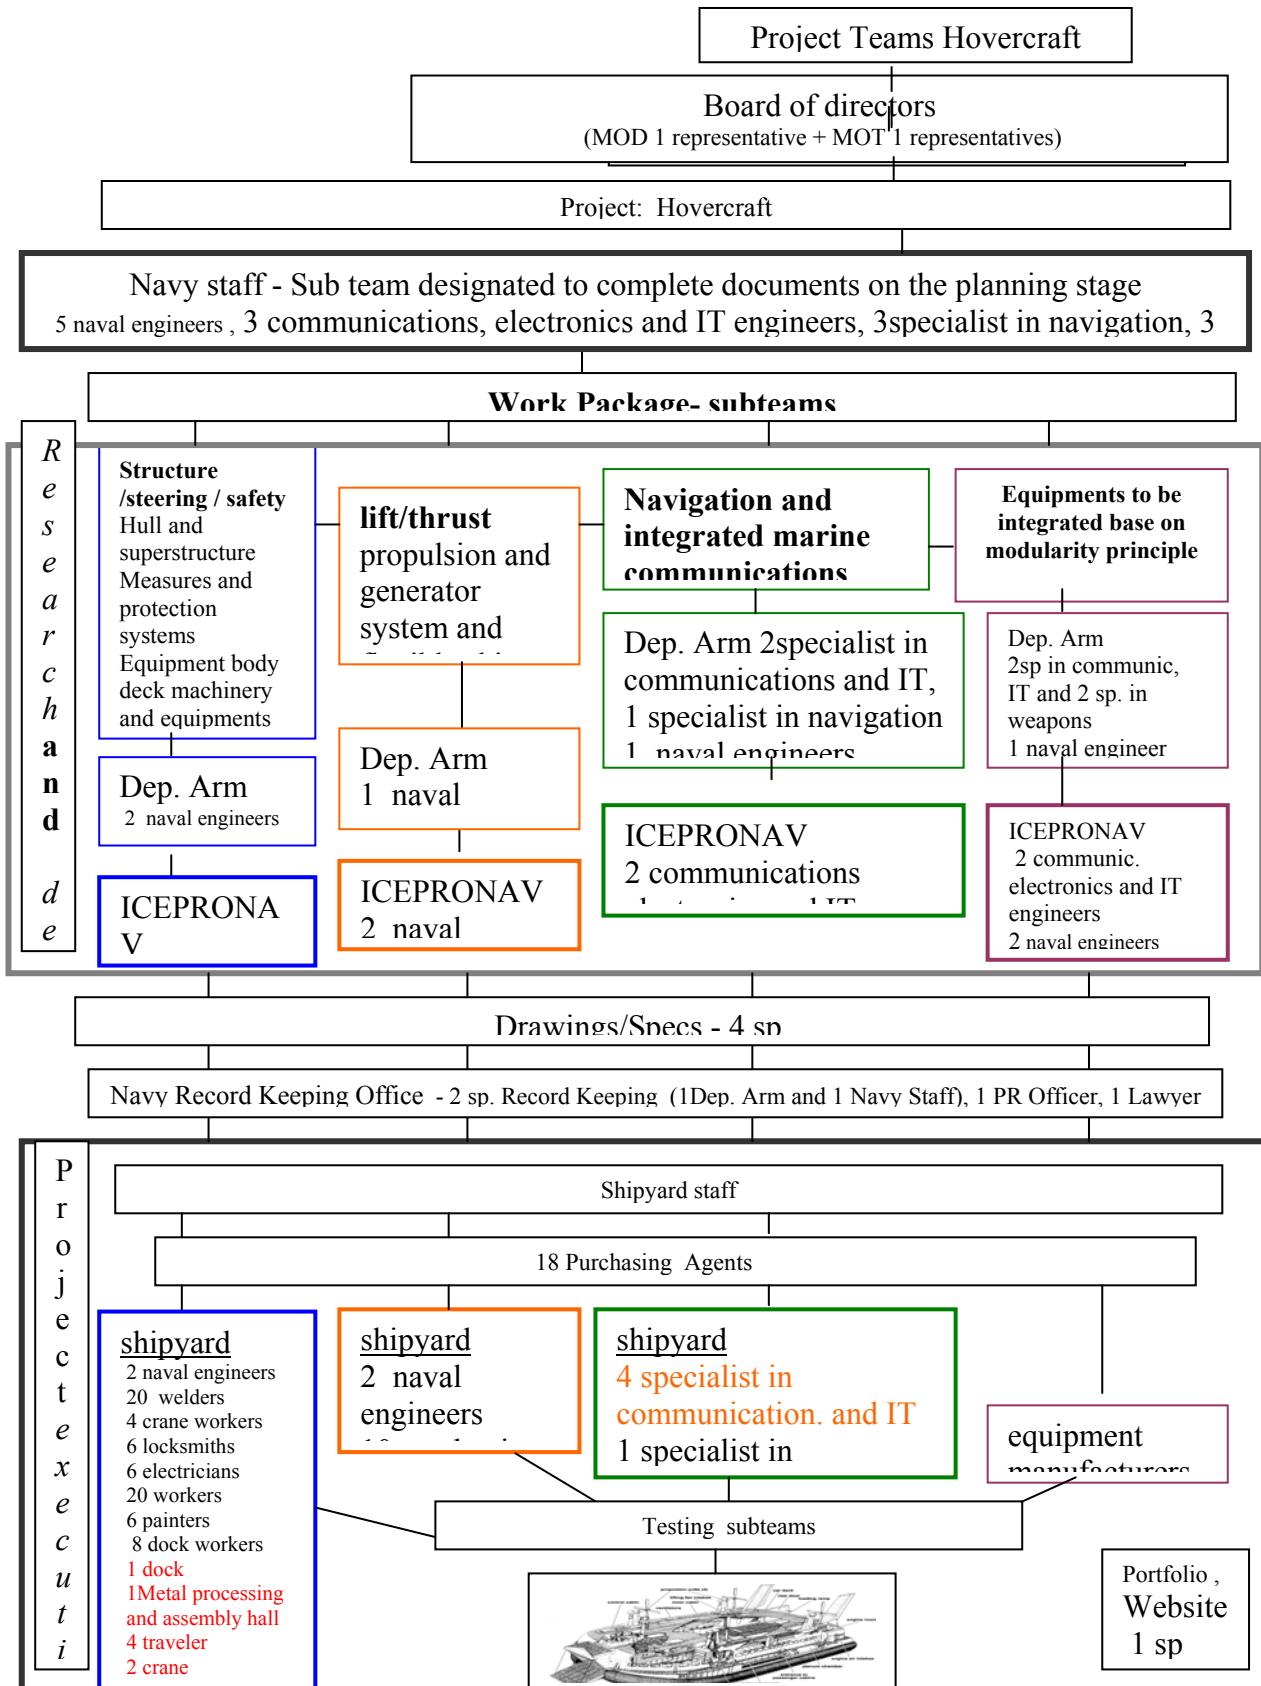 Project Teams Hovercraft
Board of directors
(MOD 1 representative + MOT 1 representatives)
Project: Hovercraft
Navy staff - Sub team designated to complete documents on the planning stage
5 naval engineers , 3 communications, electronics and IT engineers, 3specialist in navigation, 3
Work Package- subteams
Research and de
Structure
/steering / safety
Hull and
superstructure
Measures and
protection
systems
Equipment body
deck machinery
and equipments
lift/thrust
propulsion and
generator
system and
Navigation and
integrated marine
communications
Equipments to be
integrated base on
modularity principle
Dep. Arm
2 naval engineers
Dep. Arm
1 naval
Dep. Arm 2specialist in
communications and IT,
1 specialist in navigation
1 naval engineers
Dep. Arm
2sp in communic,
IT and 2 sp. in
weapons
1 naval engineer
ICEPRONA
V
ICEPRONAV
2 naval
ICEPRONAV
2 communications
ICEPRONAV
2 communic.
electronics and IT
engineers
2 naval engineers
Drawings/Specs - 4 sp
Navy Record Keeping Office - 2 sp. Record Keeping (1Dep. Arm and 1 Navy Staff), 1 PR Officer, 1 Lawyer
Project executi
Shipyard staff
18 Purchasing Agents
shipyard
2 naval engineers
20 welders
4 crane workers
6 locksmiths
6 electricians
20 workers
6 painters
8 dock workers
1 dock
1Metal processing
and assembly hall
4 traveler
2 crane
shipyard
2 naval
engineers
shipyard
4 specialist in
communication. and IT
1 specialist in
equipment
manufacturers
Testing subteams
Portfolio ,
Website
1 sp